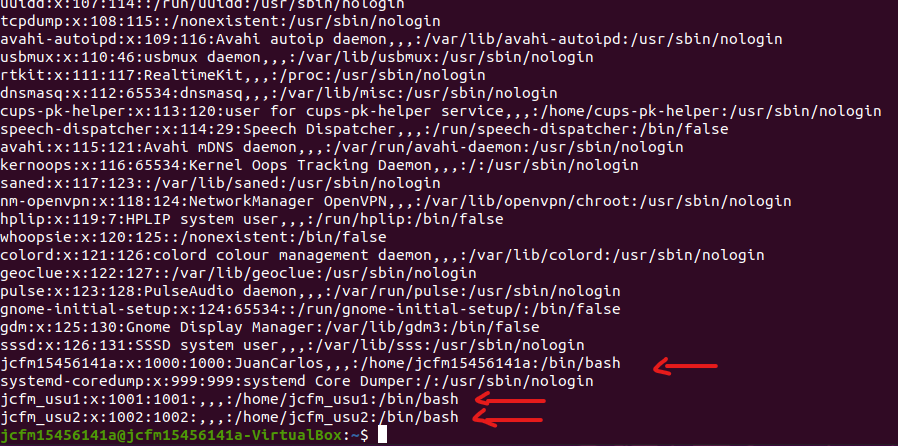 uuidd:x:107:114::/run/uuidd:/usr/sbin/nologin
tcpdump:x:108:115::/nonexistent:/usr/sbin/nologin
avahi-autoipd:x:109:116:Avahi autoip daemon,,,:/var/lib/avahi-autoipd:/usr/sbin/nologin
usbmux:x:110:46:usbmux daemon,,,:/var/lib/usbmux:/usr/sbin/nologin
rtkit:x:111:117:RealtimeKit,,,:/proc:/usr/sbin/nologin
dnsmasq:x:112:65534:dnsmasq,,,:/var/lib/misc:/usr/sbin/nologin
cups-pk-helper:x:113:120:user for cups-pk-helper service,,,:/home/cups-pk-helper:/usr/sbin/nologin
speech-dispatcher:x:114:29:Speech Dispatcher,,,:/run/speech-dispatcher:/bin/false
avahi:x:115:121:Avahi mDNS daemon,,,:/var/run/avahi-daemon:/usr/sbin/nologin
kernoops:x:116:65534:Kernel Oops Tracking Daemon,,,:/:/usr/sbin/nologin
saned:x:117:123::/var/lib/saned:/usr/sbin/nologin
nm-openvpn:x:118:124:NetworkManager OpenVPN,,,:/var/lib/openvpn/chroot:/usr/sbin/nologin
hplip:x:119:7:HPLIP system user,,,:/run/hplip:/bin/false
whoopsie:x:120:125::/nonexistent:/bin/false
colord:x:121:126:colord colour management daemon,,,:/var/lib/colord:/usr/sbin/nologin
geoclue:x:122:127::/var/lib/geoclue:/usr/sbin/nologin
pulse:x:123:128:PulseAudio daemon,,,:/var/run/pulse:/usr/sbin/nologin
gnome-initial-setup:x:124:65534::/run/gnome-initial-setup/:/bin/false
gdm:x:125:130:Gnome Display Manager:/var/lib/gdm3:/bin/false
sssd:x:126:131:SSSD system user,,,:/var/lib/sss:/usr/sbin/nologin
jcfm15456141a:x:1000:1000:JuanCarlos,,,:/home/jcfm15456141a:/bin/bash
systemd-coredump:x:999:999:systemd Core Dumper:/:/usr/sbin/nologin
jcfm_usu1:x:1001:1001:,,,:/home/jcfm_usu1:/bin/bash
jcfm_usu2:x:1002:1002:,,,:/home/jcfm_usu2:/bin/bash
jcfm15456141a@jcfm15456141a-VirtualBox:~$